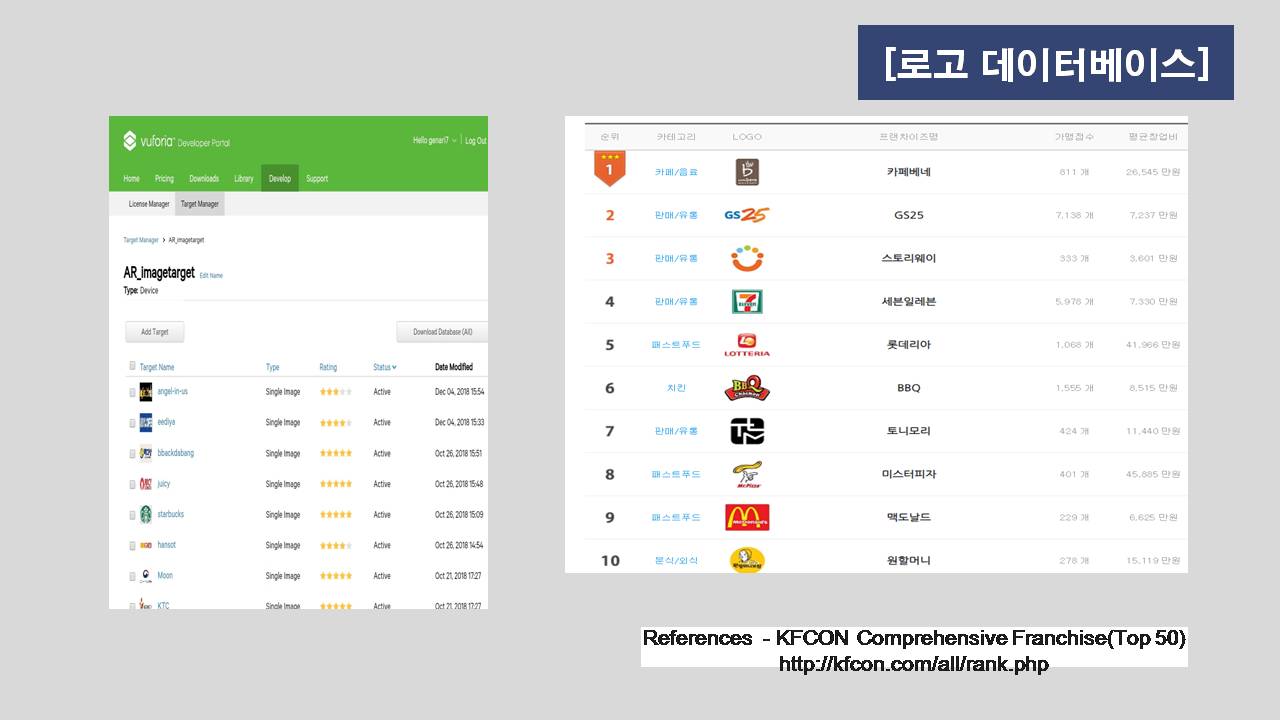 [로고 데이터베이스]
vuforia™ Developer Portal
Hello generi7 | Log Out
Home Pricing Downloads Library Develop Support
License Manager Target Manager
Target Manager > AR_imagetarget
AR_imagetarget Edit Name
Type: Device
Add Target Download Database (All)
Target Name Type Rating Status Date Modified
angel-in-us Single Image Active Dec 04, 2018 15:54
eediya Single Image Active Dec 04, 2018 15:33
bbackdabang Single Image Active Oct 26, 2018 15:51
juicy Single Image Active Oct 26, 2018 15:48
starbucks Single Image Active Oct 26, 2018 15:09
hansot Single Image Active Oct 26, 2018 14:54
Moon Single Image Active Oct 21, 2018 17:27
KTC Single Image Active Oct 21, 2018 17:27
순위 카테고리 LOGO 프랜차이즈명 가맹점수 평균창업비
1 카페/음료 카페베네 811 개 26,545 만원
2 판매/유통 GS25 GS25 7,138 개 7,237 만원
3 판매/유통 스토리웨이 333 개 3,601 만원
4 판매/유통 7 ELEVEN 세븐일레븐 5,978 개 7,330 만원
5 패스트푸드 LOTTERIA 롯데리아 1,068 개 41,966 만원
6 치킨 BBQ CHICKEN BBQ 1,555 개 8,515 만원
7 판매/유통 토니모리 424 개 11,440 만원
8 패스트푸드 Mr.Pizza 미스터피자 401 개 45,885 만원
9 패스트푸드 McDonald's 맥도날드 229 개 6,625 만원
10 분식/외식 원할머니 278 개 15,119 만원
References - KFCON Comprehensive Franchise(Top 50)
http://kfcon.com/all/rank.php